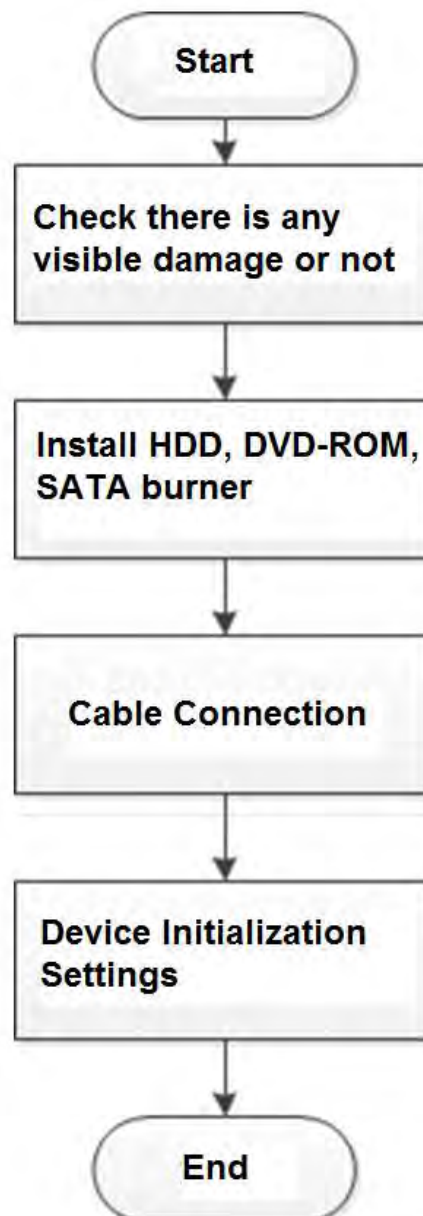 Start
Check there is any
visible damage or not
Install HDD, DVD-ROM,
SATA burner
Cable Connection
Device Initialization
Settings
End